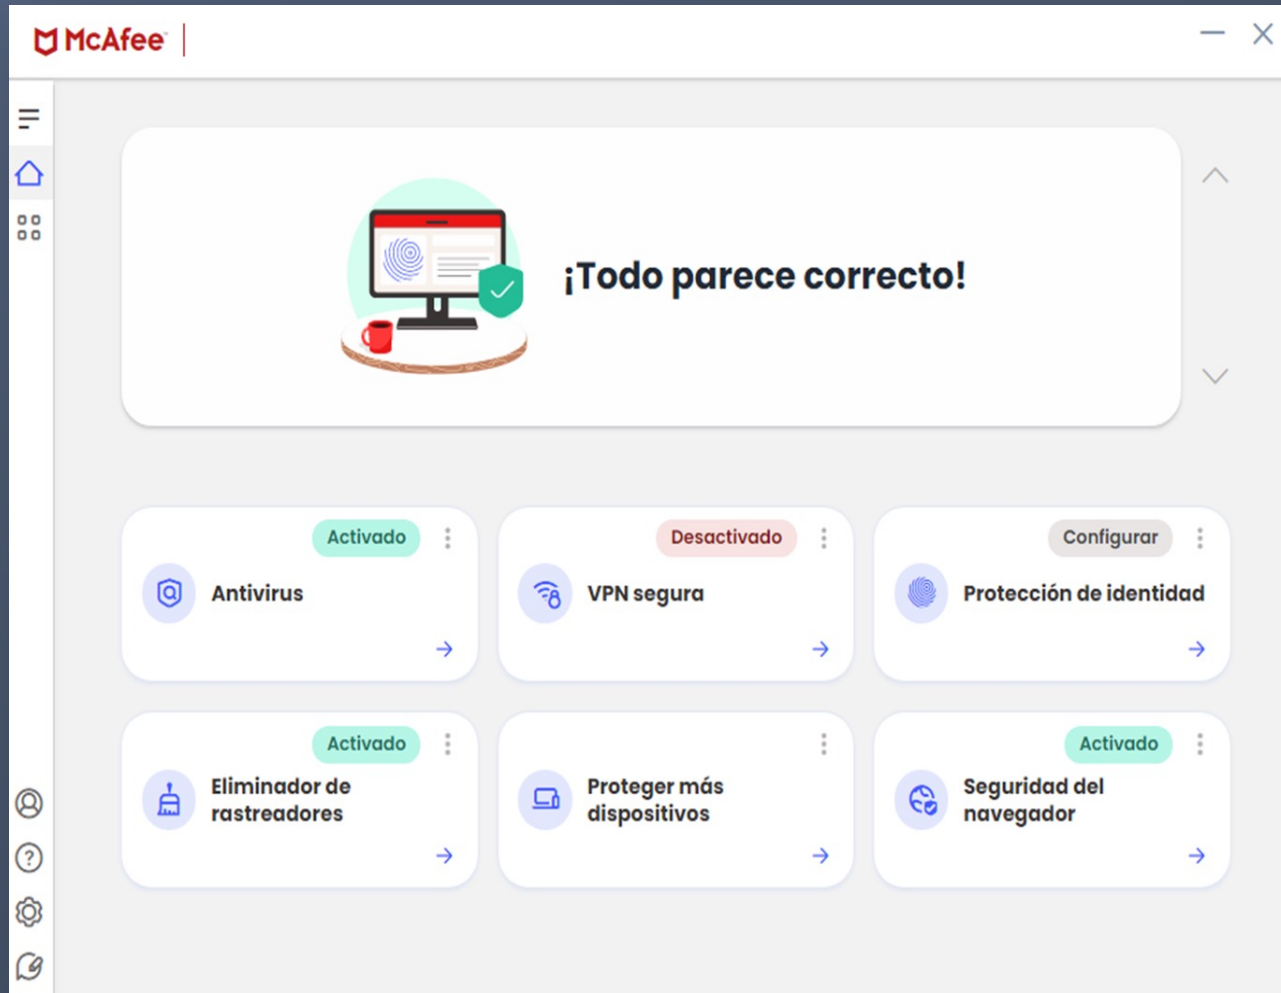 McAfee
¡Todo parece correcto!
Activado
Antivirus
Desactivado
VPN segura
Configurar
Protección de identidad
Activado
Eliminador de
rastreadores
Proteger más
dispositivos
Activado
Seguridad del
navegador